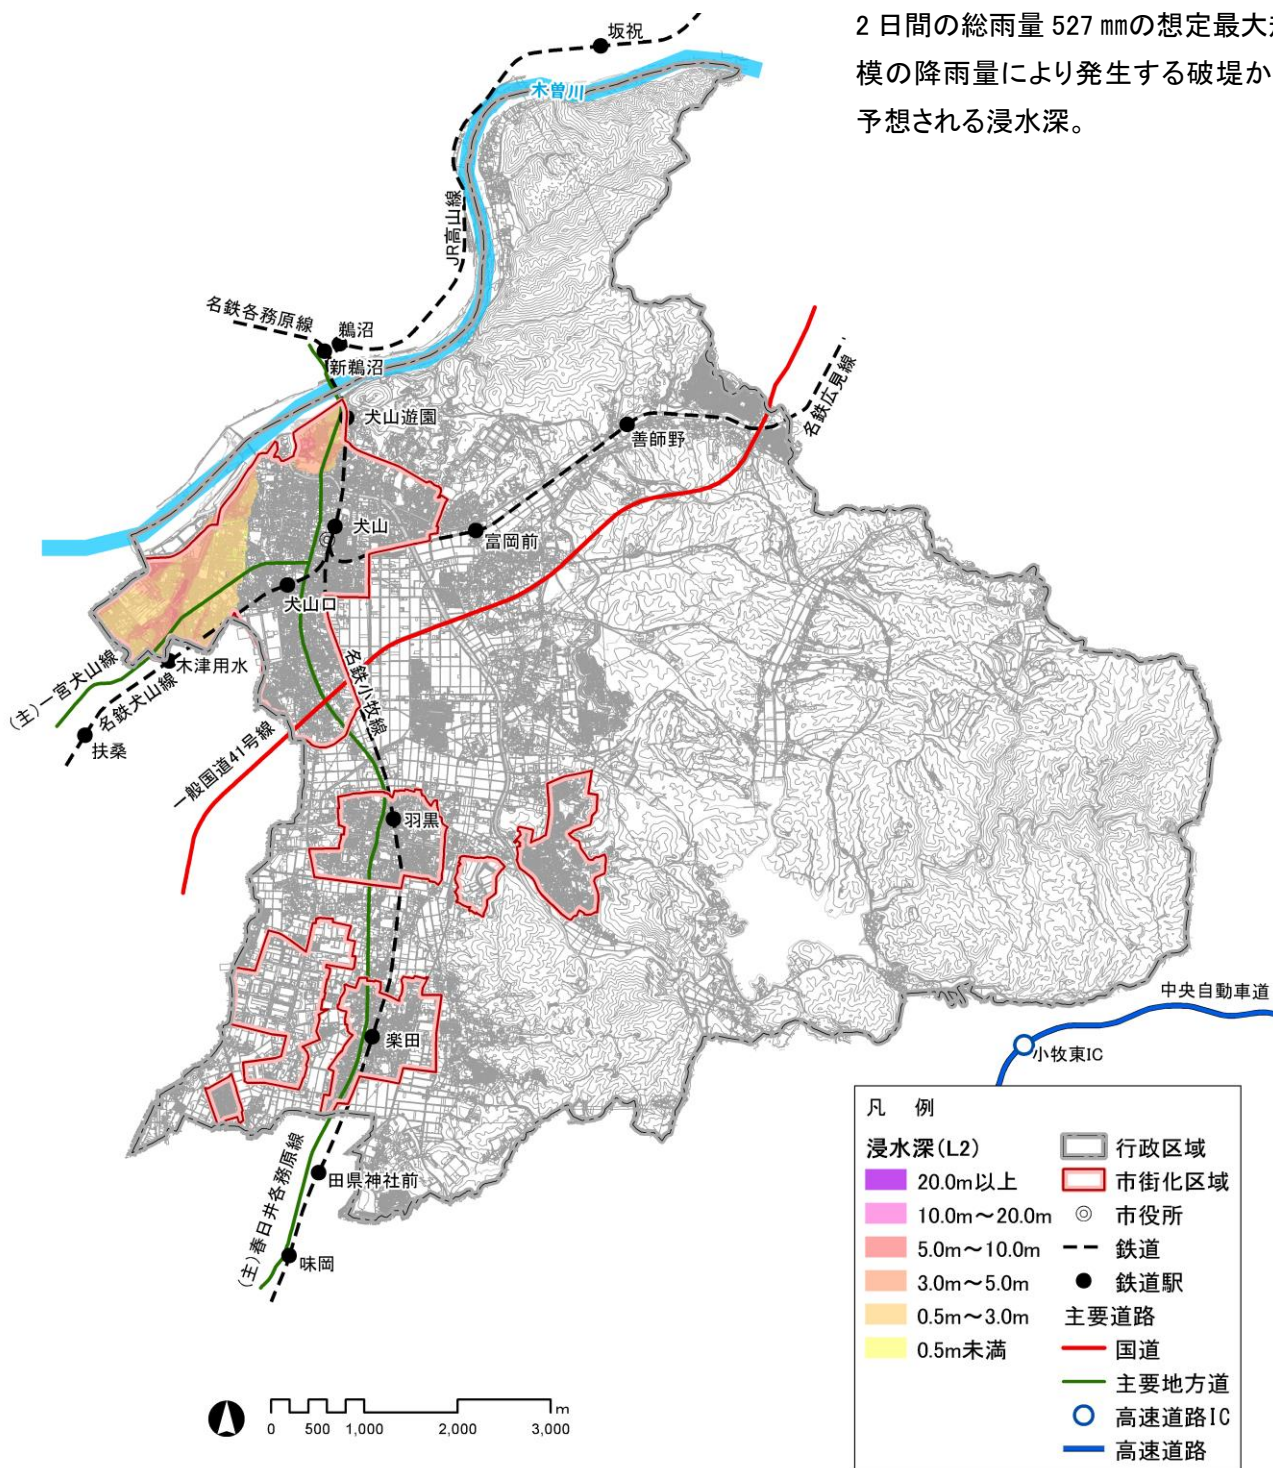 2 日間の総雨量 527 ㎜の想定最大規
模の降雨量により発生する破堤か
予想される浸水深。
坂祝
木曽川
JR高山線
名鉄各務原線
鵜沼
新鵜沼
犬山遊園
名鉄広見線
善師野
犬山
富岡前
犬山口
木津用水
(主)一宮犬山線
名鉄犬山線
扶桑
名鉄小牧線
一般国道41号線
羽黒
楽田
中央自動車道
小牧東IC
田県神社前
(主)春日井各務原線
味岡
凡 例
浸水深(L2)
20.0m以上
10.0m～20.0m
5.0m～10.0m
3.0m～5.0m
0.5m～3.0m
0.5m未満
行政区域
市街化区域
市役所
鉄道
鉄道駅
主要道路
国道
主要地方道
高速道路IC
高速道路
0 500 1,000 2,000 3,000 m